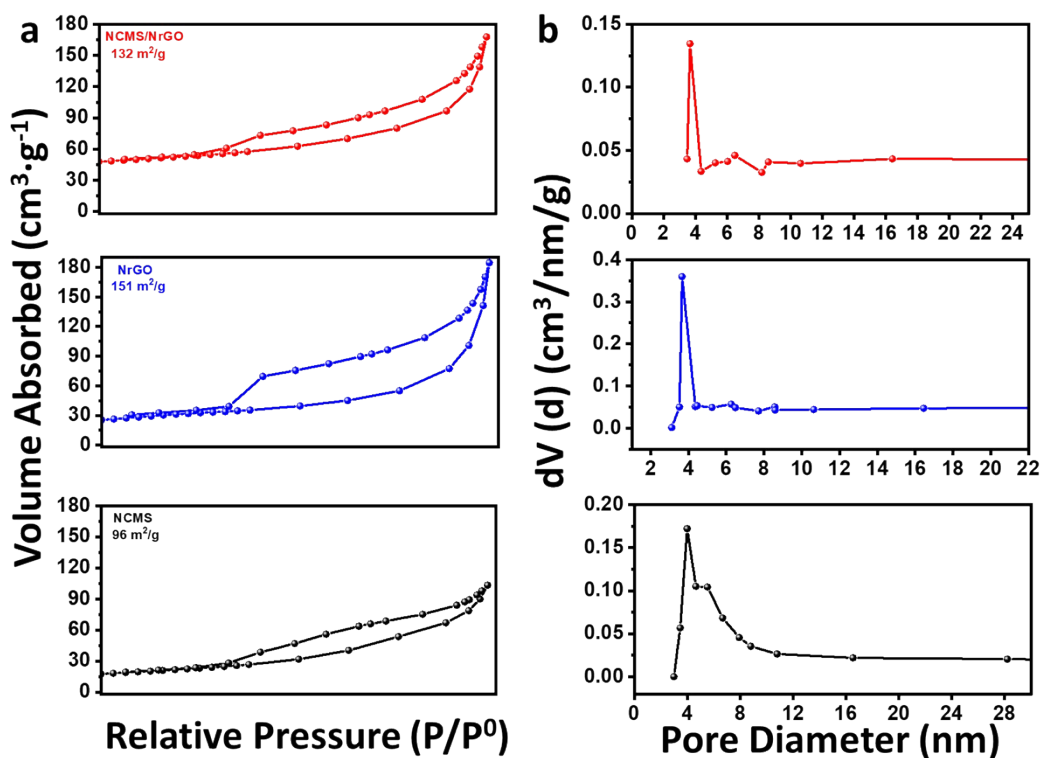 a
Volume Absorbed (cm³·g⁻¹)
NCMS/NrGO
132 m²/g
180
150
120
90
60
30
0
NrGO
151 m²/g
180
150
120
90
60
30
0
NCMS
96 m²/g
180
150
120
90
60
30
0
Relative Pressure (P/P⁰)
b
dV (d) (cm³/nm/g)
0.15
0.10
0.05
0.00
0 2 4 6 8 10 12 14 16 18 20 22 24
0.4
0.3
0.2
0.1
0.0
2 4 6 8 10 12 14 16 18 20 22
0.20
0.15
0.10
0.05
0.00
0 4 8 12 16 20 24 28
Pore Diameter (nm)